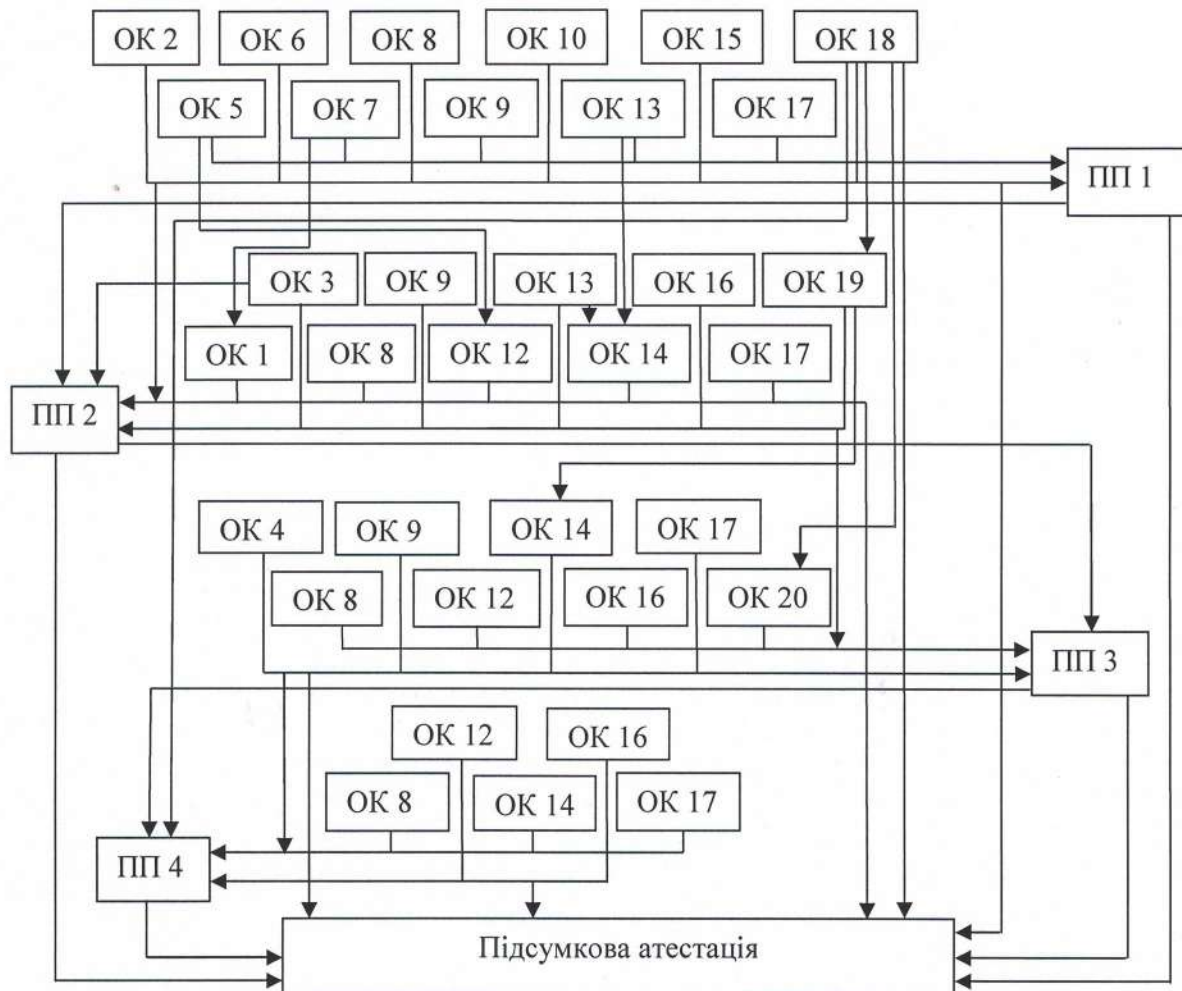 ОК 2
ОК 6
ОК 8
ОК 10
ОК 15
ОК 18
ОК 5
ОК 7
ОК 9
ОК 13
ОК 17
ПП 1
ОК 3
ОК 9
ОК 13
ОК 16
ОК 19
ОК 1
ОК 8
ОК 12
ОК 14
ОК 17
ПП 2
ОК 4
ОК 9
ОК 14
ОК 17
ОК 8
ОК 12
ОК 16
ОК 20
ПП 3
ОК 12
ОК 16
ОК 8
ОК 14
ОК 17
ПП 4
Підсумкова атестація